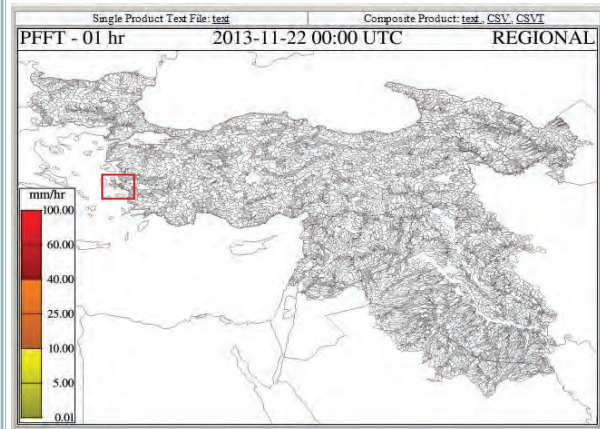 Single Product Text File: text
Composite Product: text , CSV , CSVT
PFFT - 01 hr 2013-11-22 00:00 UTC REGIONAL
mm/hr
100.00
60.00
40.00
25.00
10.00
5.00
0.01